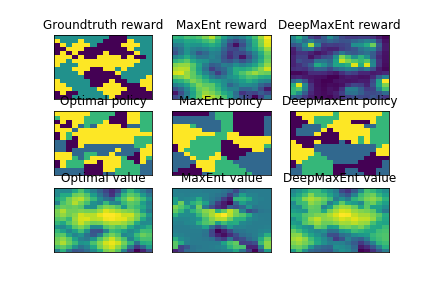 Groundtruth reward MaxEnt reward DeepMaxEnt reward
Optimal policy MaxEnt policy DeepMaxEnt policy
Optimal value MaxEnt value DeepMaxEnt value